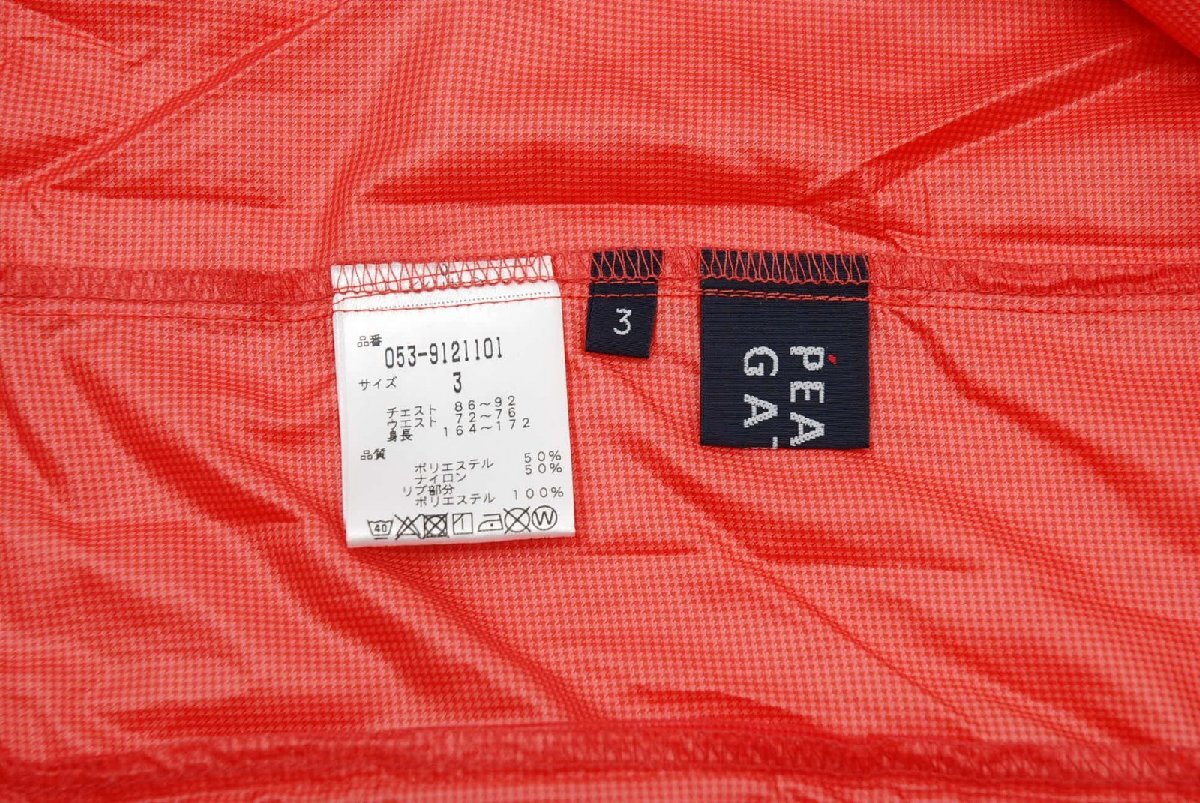 品番
053-9121101
サイズ 3
チェスト 86～92
ウエスト 72～76
身長 164～172
品質
ポリエステル 50%
ナイロン 50%
リブ部分
ポリエステル 100%
40 W
3
PEA
GA